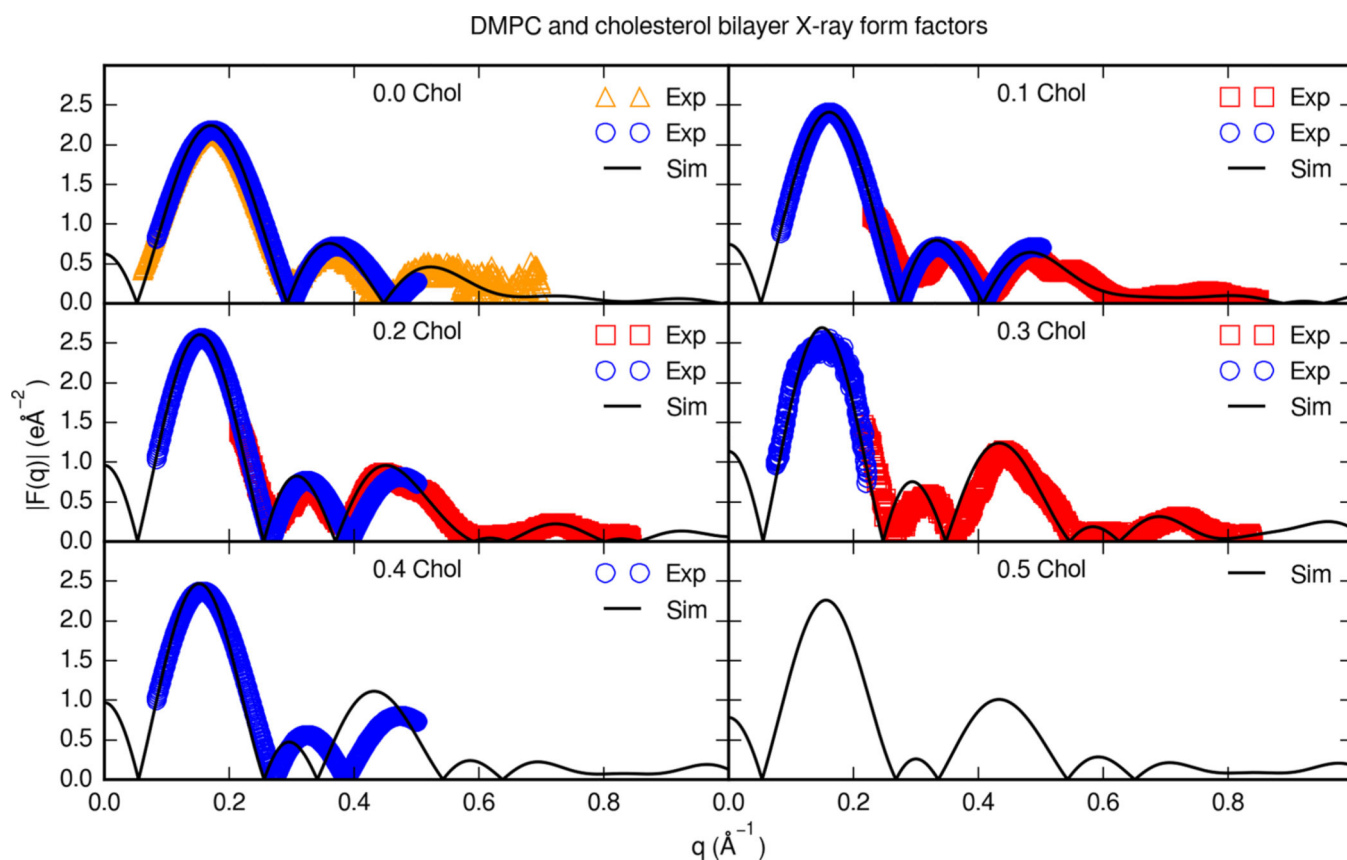 DMPC and cholesterol bilayer X-ray form factors
0.0 Chol
Exp
Exp
Sim
0.1 Chol
Exp
Exp
Sim
2.5
2.0
1.5
1.0
0.5
0.0
0.2 Chol
Exp
Exp
Sim
0.3 Chol
Exp
Exp
Sim
2.5
2.0
1.5
1.0
0.5
0.0
|F(q)| (eÅ⁻²)
0.4 Chol
Exp
Sim
0.5 Chol
Sim
2.5
2.0
1.5
1.0
0.5
0.0
0.0 0.2 0.4 0.6 0.8 0.0 0.2 0.4 0.6 0.8
q (Å⁻¹)